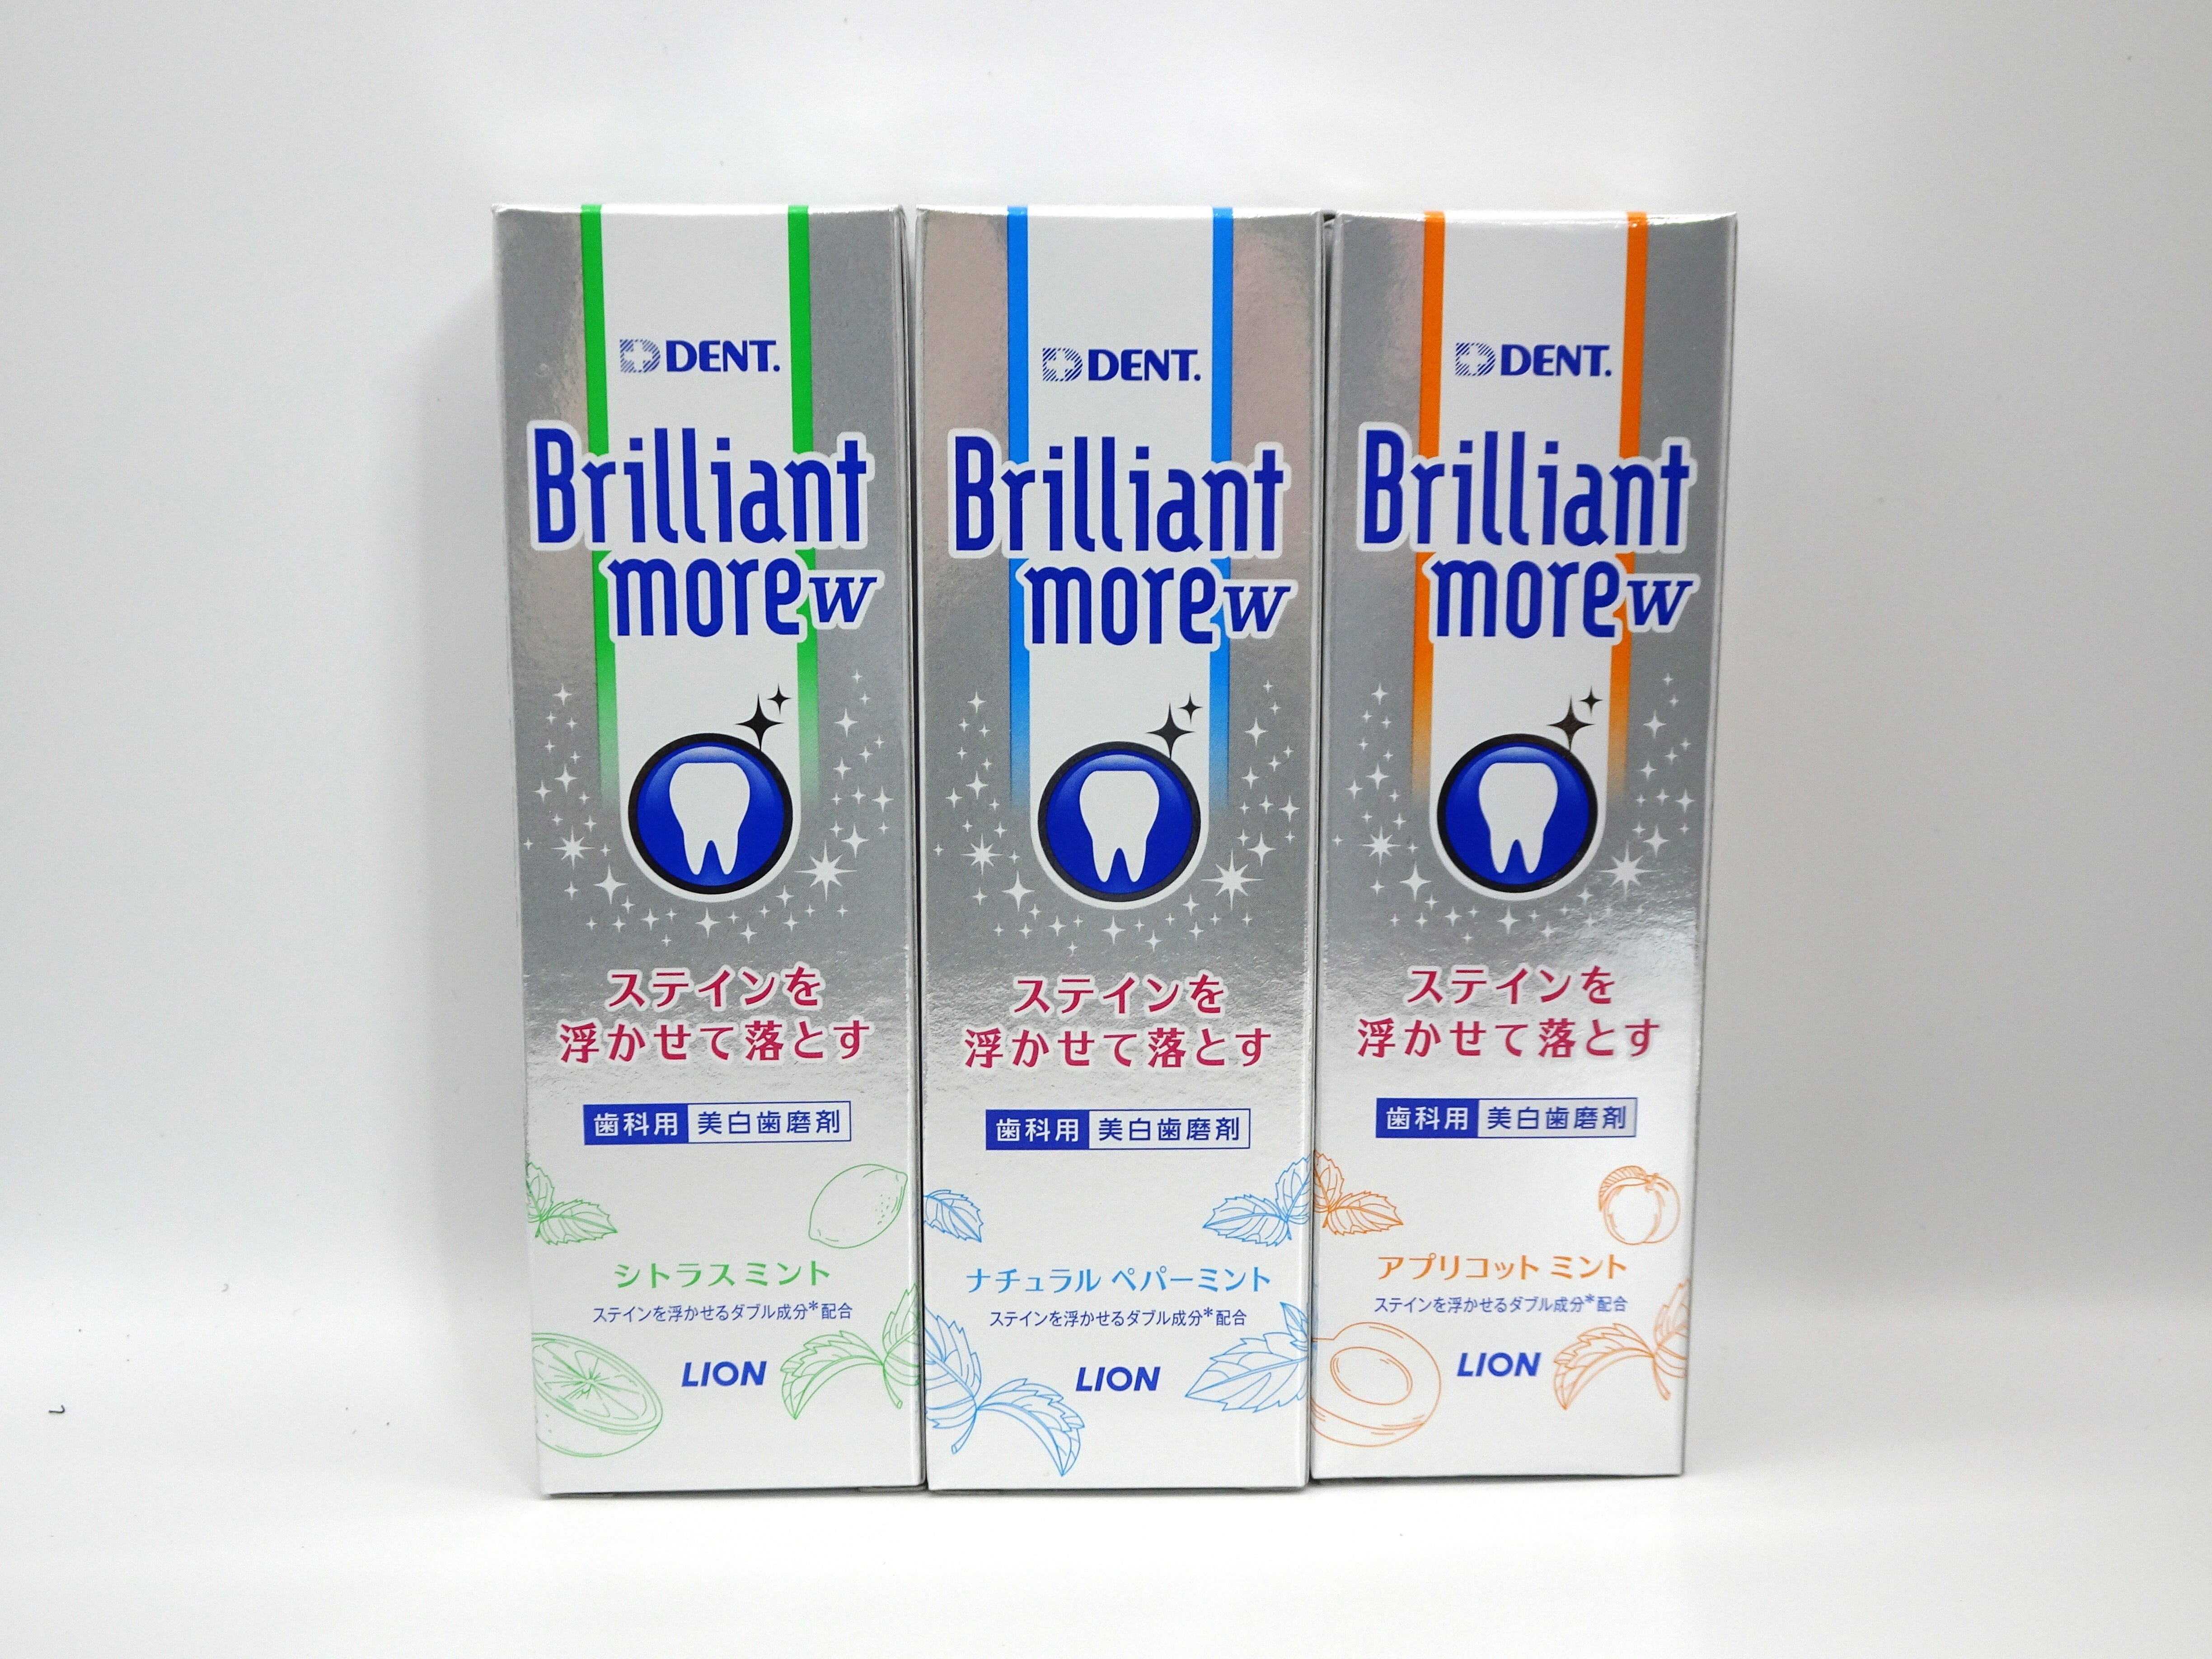 DENT.
Brilliant
more W
ステインを
浮かせて落とす
歯科用 美白歯磨剤
シトラスミント
ステインを浮かせるダブル成分*配合
LION
DENT.
Brilliant
more W
ステインを
浮かせて落とす
歯科用 美白歯磨剤
ナチュラル ペパーミント
ステインを浮かせるダブル成分*配合
LION
DENT.
Brilliant
more W
ステインを
浮かせて落とす
歯科用 美白歯磨剤
アプリコット ミント
ステインを浮かせるダブル成分*配合
LION